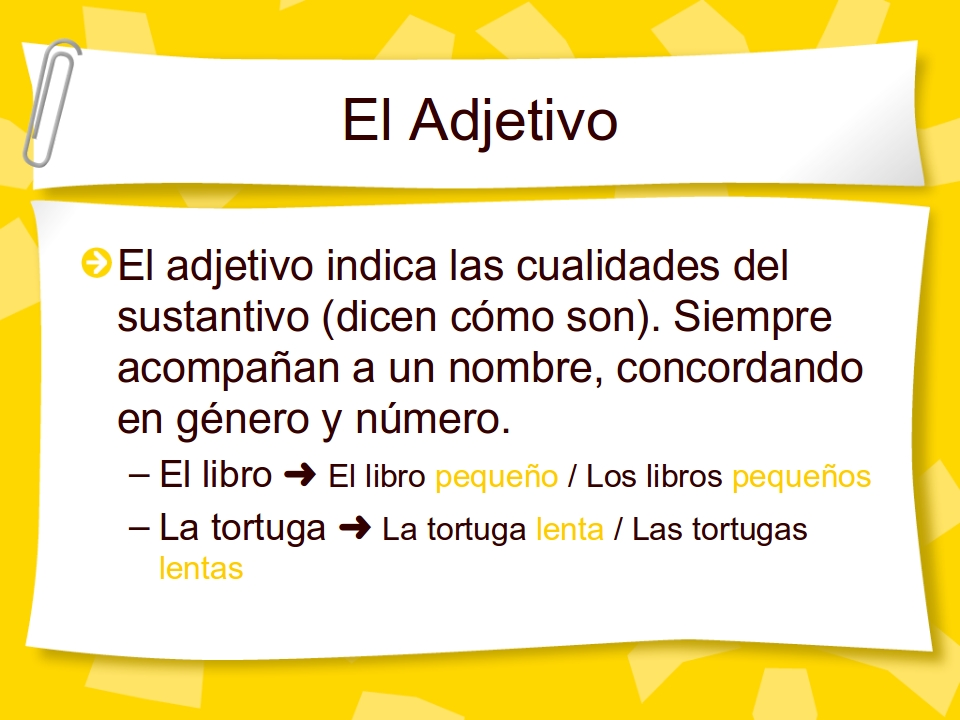 El Adjetivo
El adjetivo indica las cualidades del
sustantivo (dicen cómo son). Siempre
acompañan a un nombre, concordando
en género y número.
– El libro ➜ El libro pequeño / Los libros pequeños
– La tortuga ➜ La tortuga lenta / Las tortugas
lentas